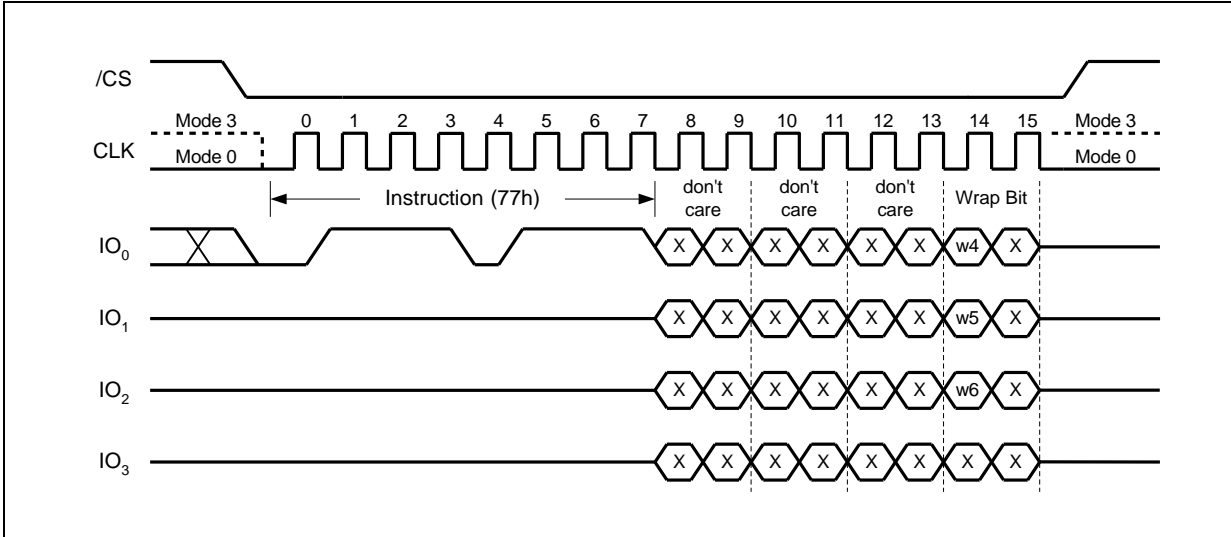 /CS
Mode 3 0 1 2 3 4 5 6 7 8 9 10 11 12 13 14 15 Mode 3
CLK
Mode 0 Mode 0
Instruction (77h) don't care don't care don't care Wrap Bit
IO0 X X X X X X w4 X
IO1 X X X X X X w5 X
IO2 X X X X X X w6 X
IO3 X X X X X X X X